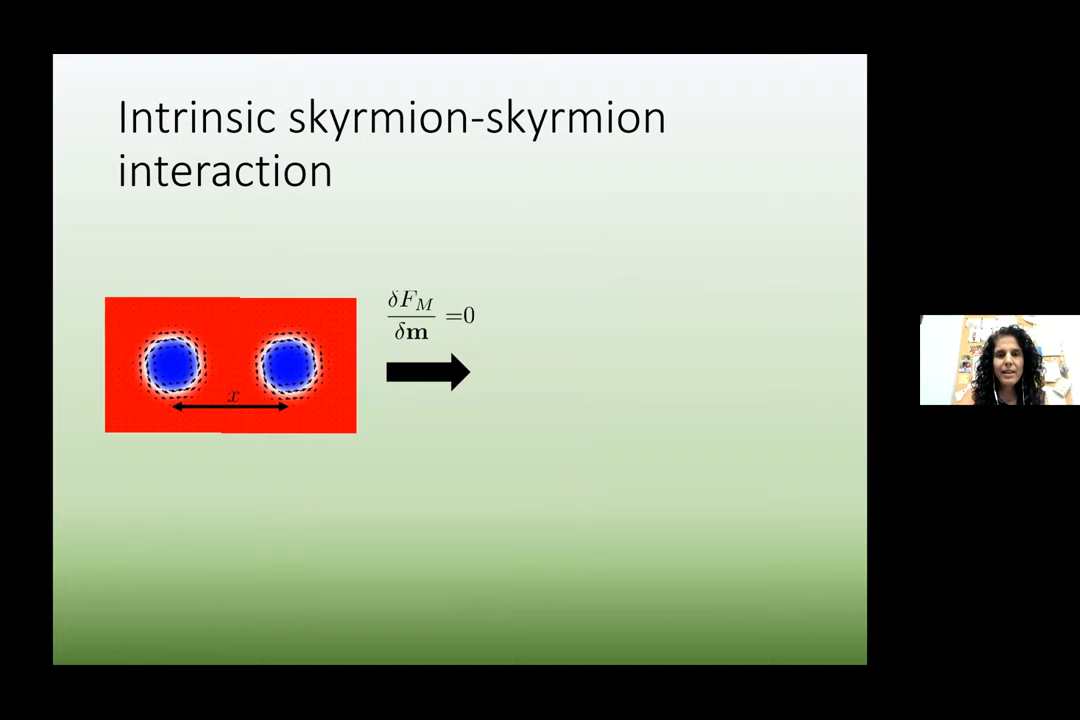 Intrinsic skyrmion-skyrmion
interaction
δF_M
=0
δm
x